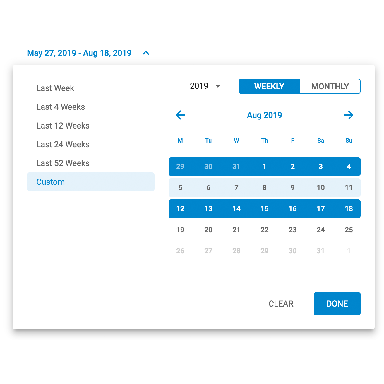 May 27, 2019 - Aug 18, 2019
Last Week
Last 4 Weeks
Last 12 Weeks
Last 24 Weeks
Last 52 Weeks
Custom
2019 WEEKLY MONTHLY
Aug 2019
M Tu W Th F Sa Su
29 30 31 1 2 3 4
5 6 7 8 9 10 11
12 13 14 15 16 17 18
19 20 21 22 23 24 25
26 27 28 29 30 31 1
CLEAR DONE